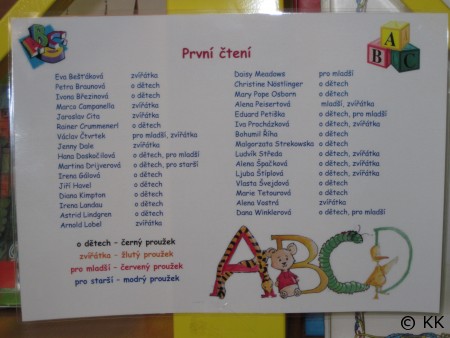 ABC
První čtení
A
B C
Eva Bešťáková zvířátka
Petra Braunová o dětech
Ivana Březinová o dětech
Marco Campanella zvířátka
Jaroslav Cita zvířátka
Rainer Crummenerl o dětech
Václav Čtvrtek pro mladší, zvířátka
Jenny Dale zvířátka
Hana Doskočilová o dětech, pro mladší
Martina Drijverová o dětech, pro starší
Irena Gálová o dětech
Jiří Havel o dětech
Diana Kimpton o dětech
Irena Landau o dětech
Astrid Lindgren o dětech
Arnold Lobel zvířátka
Daisy Meadows pro mladší
Christine Nöstlinger o dětech
Mary Pope Osborn o dětech
Alena Peisertová mladší, zvířátka
Eduard Petiška o dětech, pro mladší
Iva Procházková o dětech, zvířátka
Bohumil Říha o dětech
Malgorzata Strekowska o dětech
Ludvík Středa o dětech, zvířátka
Alena Špačková o dětech, zvířátka
Ljuba Štíplová o dětech, zvířátka
Vlasta Švejdová o dětech
Marie Tetourová o dětech
Alena Vostrá zvířátka
Dana Winklerová o dětech, pro mladší
o dětech – černý proužek
zvířátka – žlutý proužek
pro mladší – červený proužek
pro starší – modrý proužek
ABCD
© KK